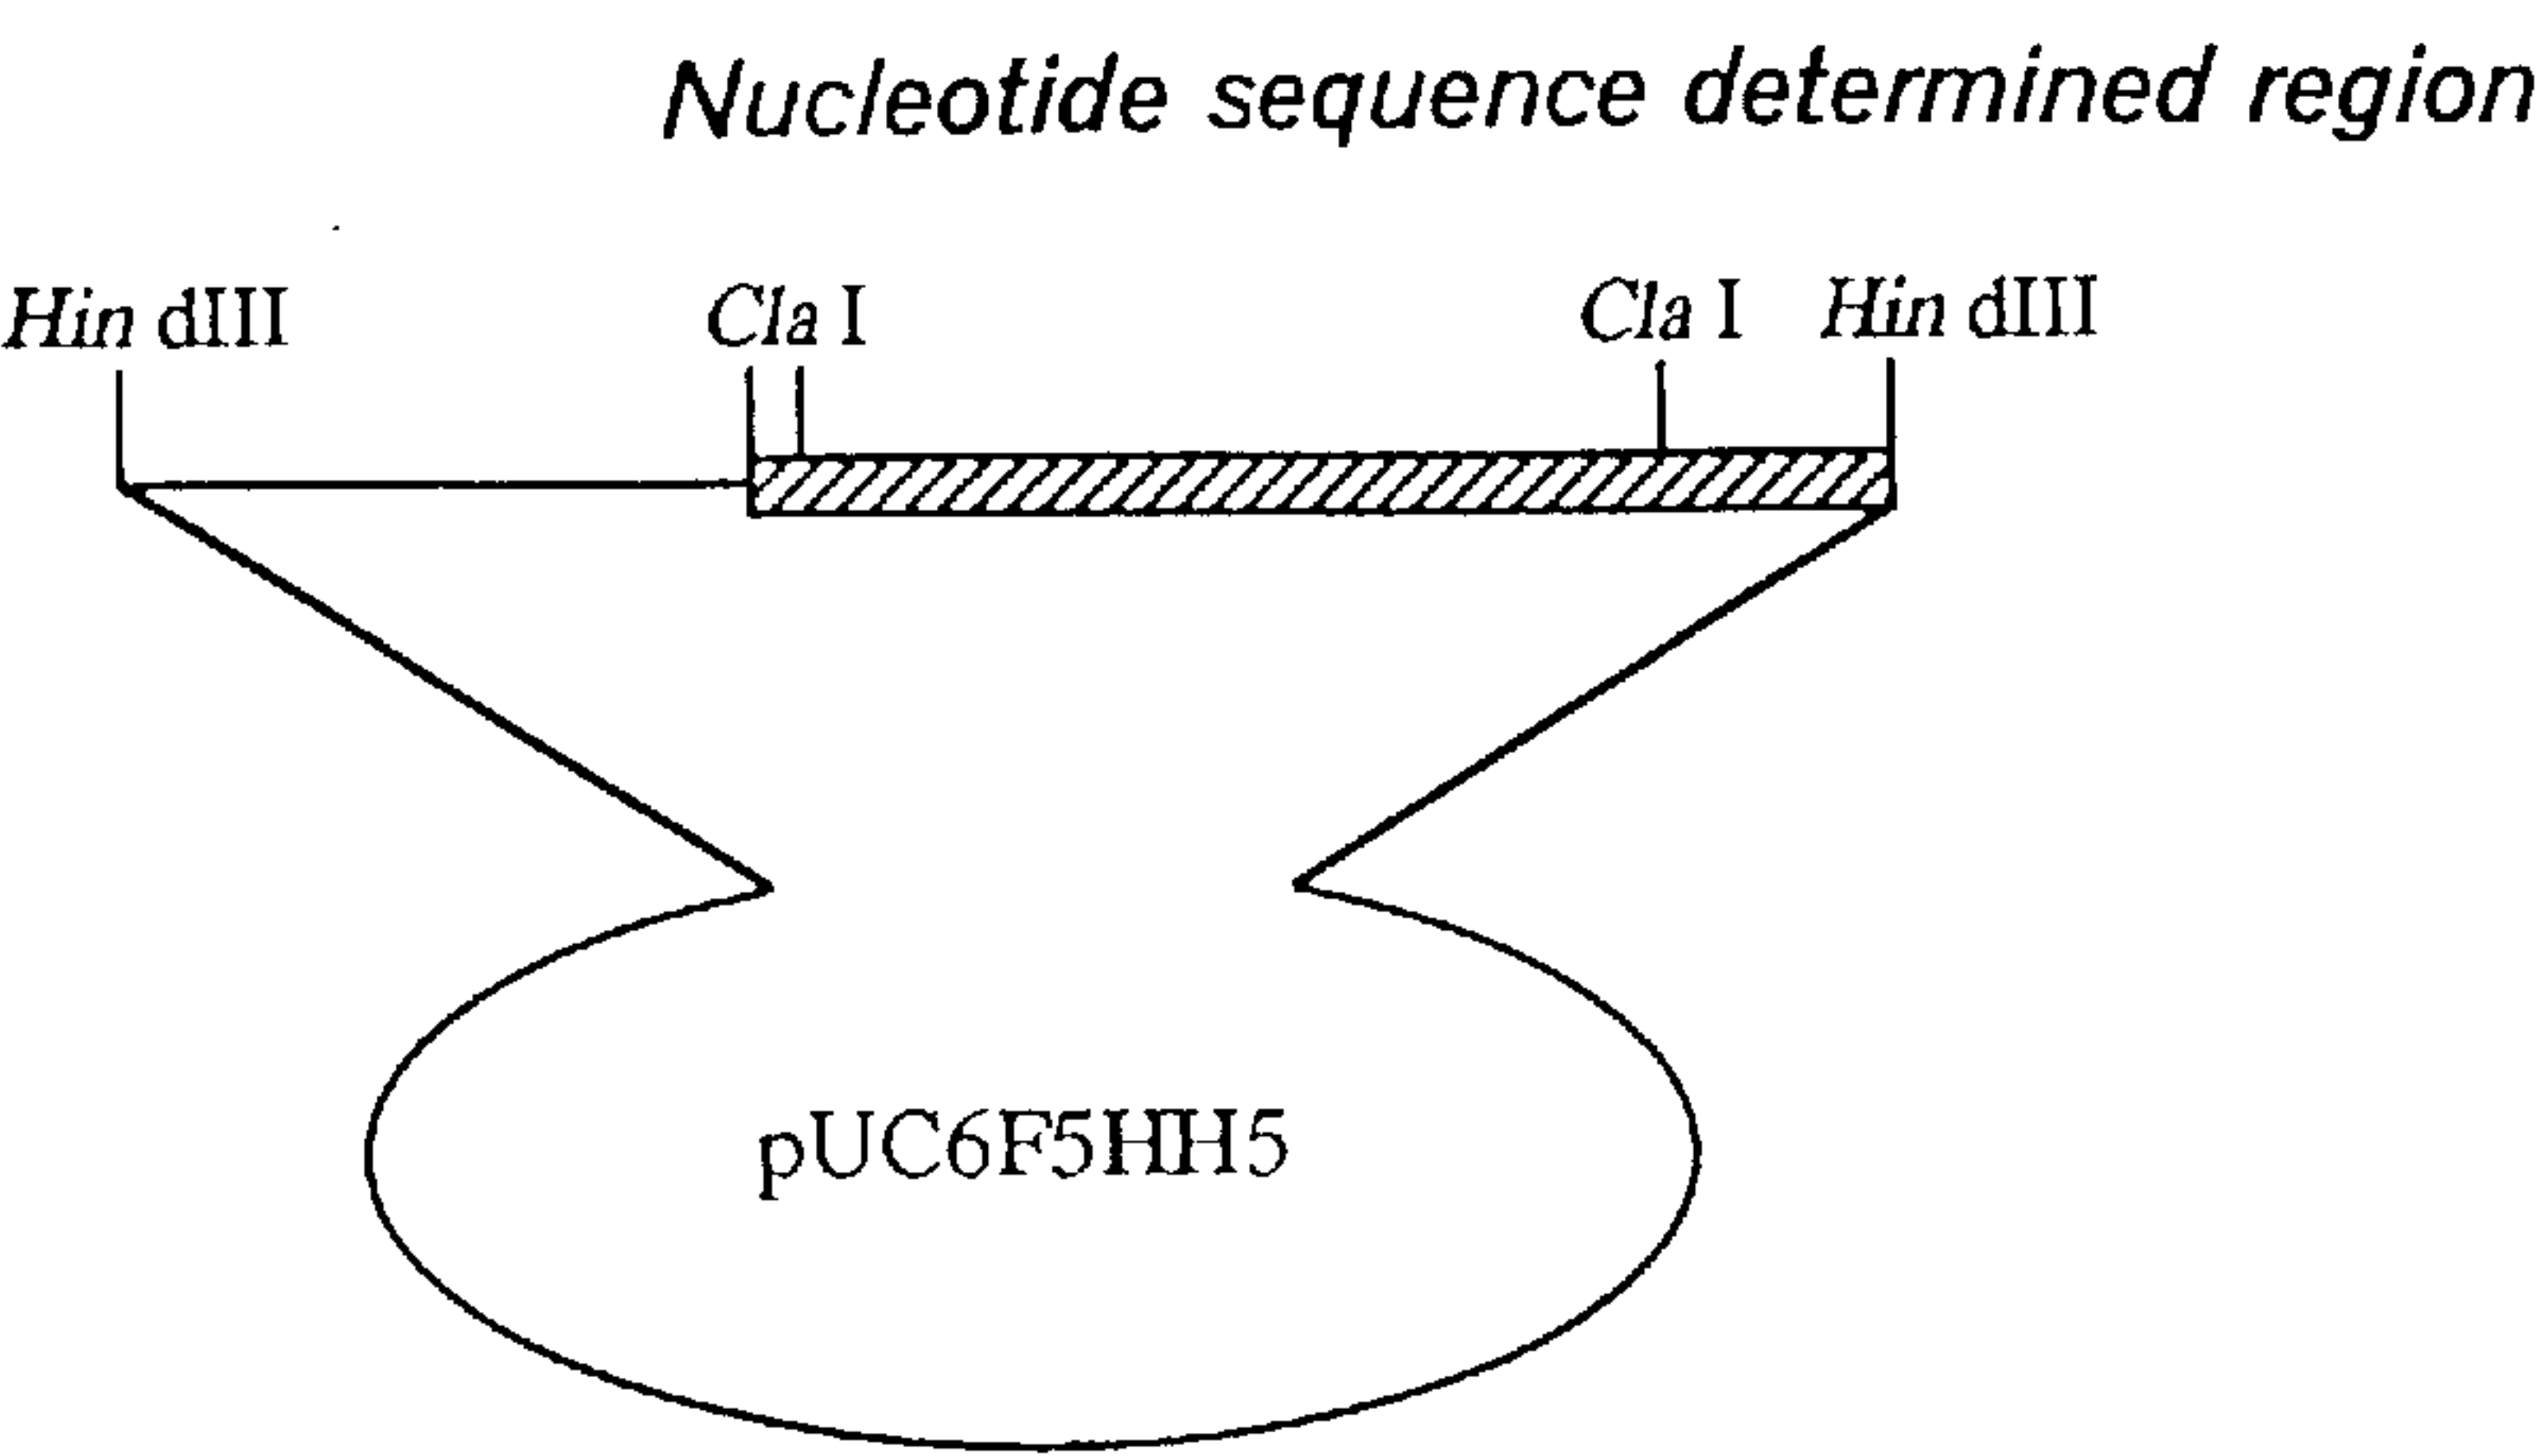 Nucleotide sequence determined region
Hin dIII Cla I Cla I Hin dIII
pUC6F5HH5